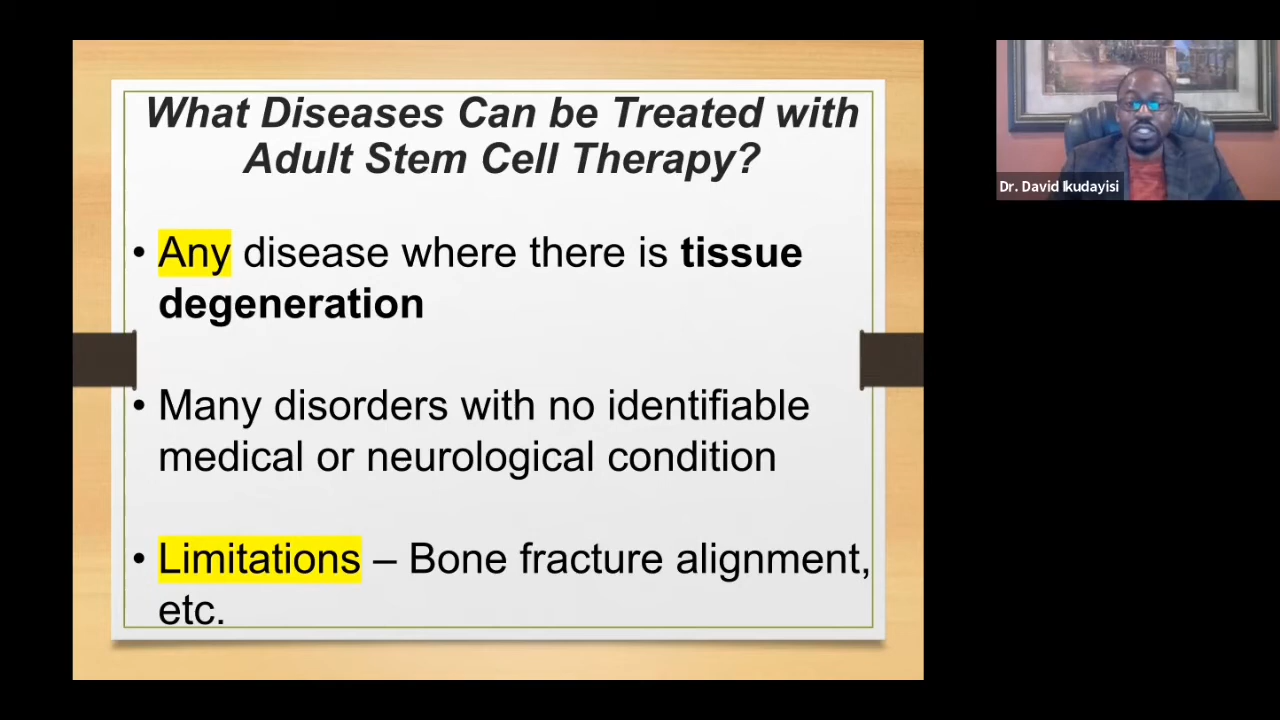 What Diseases Can be Treated with
Adult Stem Cell Therapy?
• Any disease where there is tissue
degeneration
• Many disorders with no identifiable
medical or neurological condition
• Limitations – Bone fracture alignment,
etc.
Dr. David Ikudayisi